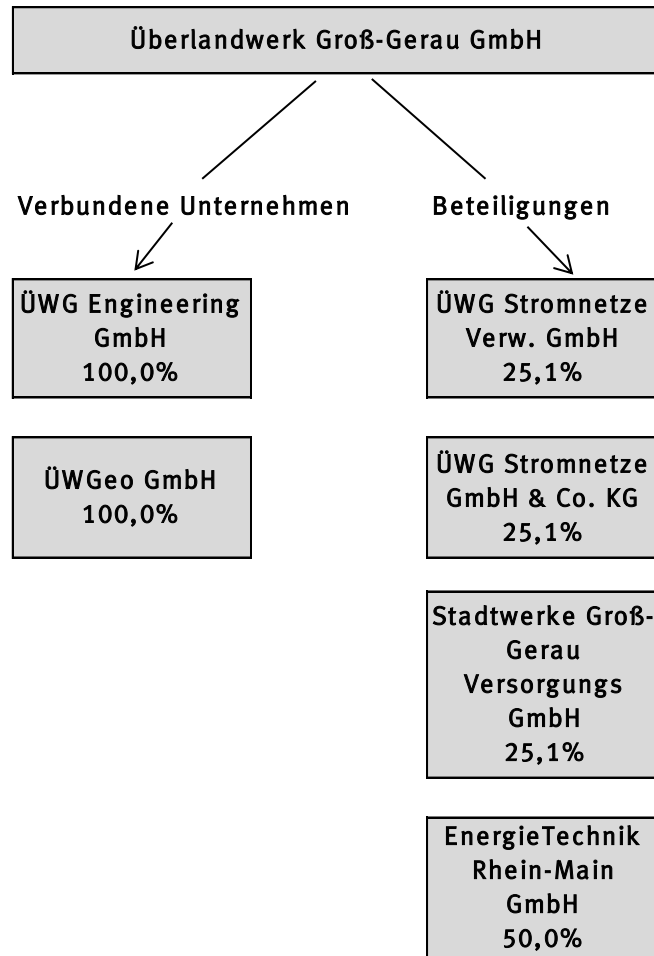 Überlandwerk Groß-Gerau GmbH
Verbundene Unternehmen
Beteiligungen
ÜWG Engineering
GmbH
100,0%
ÜWGeo GmbH
100,0%
ÜWG Stromnetze
Verw. GmbH
25,1%
ÜWG Stromnetze
GmbH & Co. KG
25,1%
Stadtwerke Groß-
Gerau
Versorgungs
GmbH
25,1%
EnergieTechnik
Rhein-Main
GmbH
50,0%